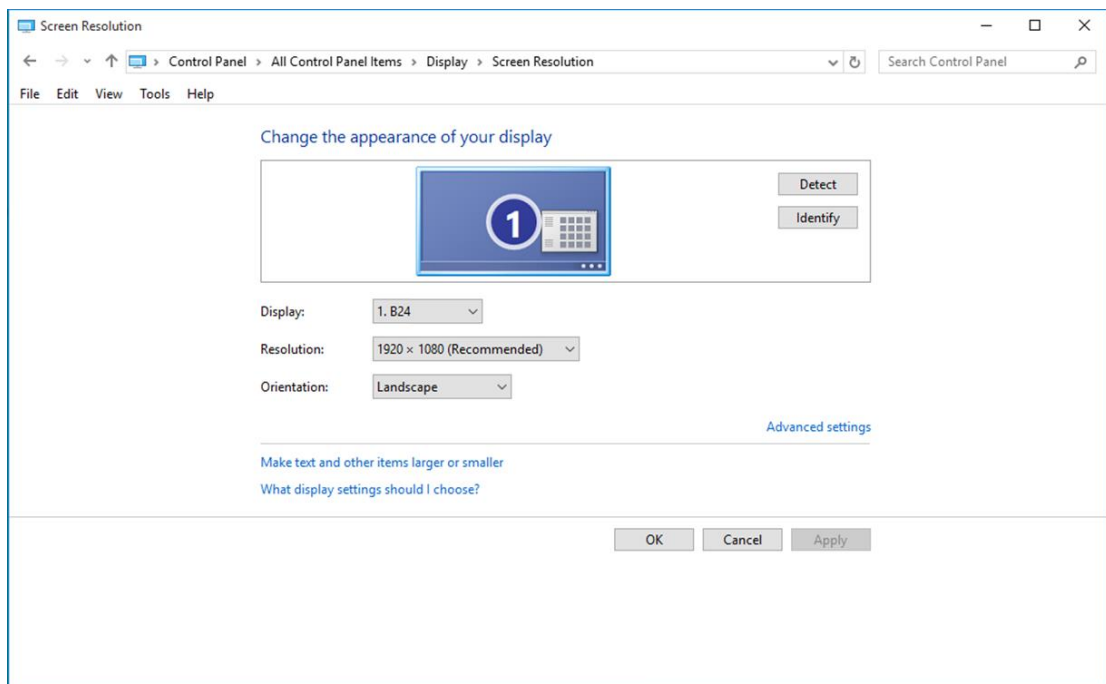 Screen Resolution
Control Panel > All Control Panel Items > Display > Screen Resolution
Search Control Panel
File Edit View Tools Help
Change the appearance of your display
1
Detect
Identify
Display: 1. B24
Resolution: 1920 × 1080 (Recommended)
Orientation: Landscape
Advanced settings
Make text and other items larger or smaller
What display settings should I choose?
OK Cancel Apply